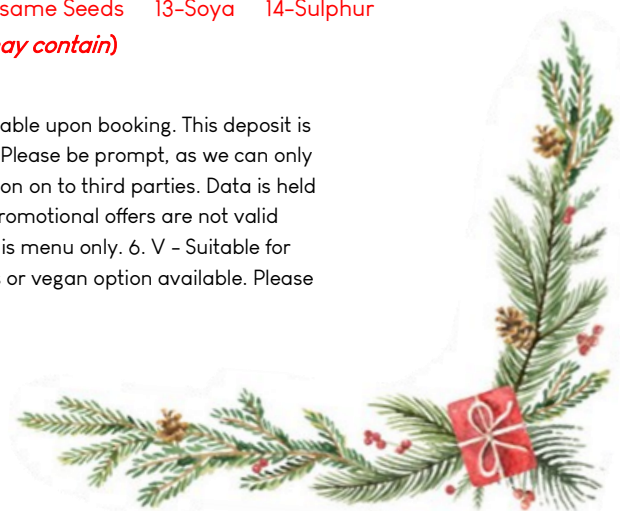 same Seeds 13-Soya 14-Sulphur
ay contain)
able upon booking. This deposit is
Please be prompt, as we can only
on on to third parties. Data is held
romotional offers are not valid
is menu only. 6. V - Suitable for
or vegan option available. Please